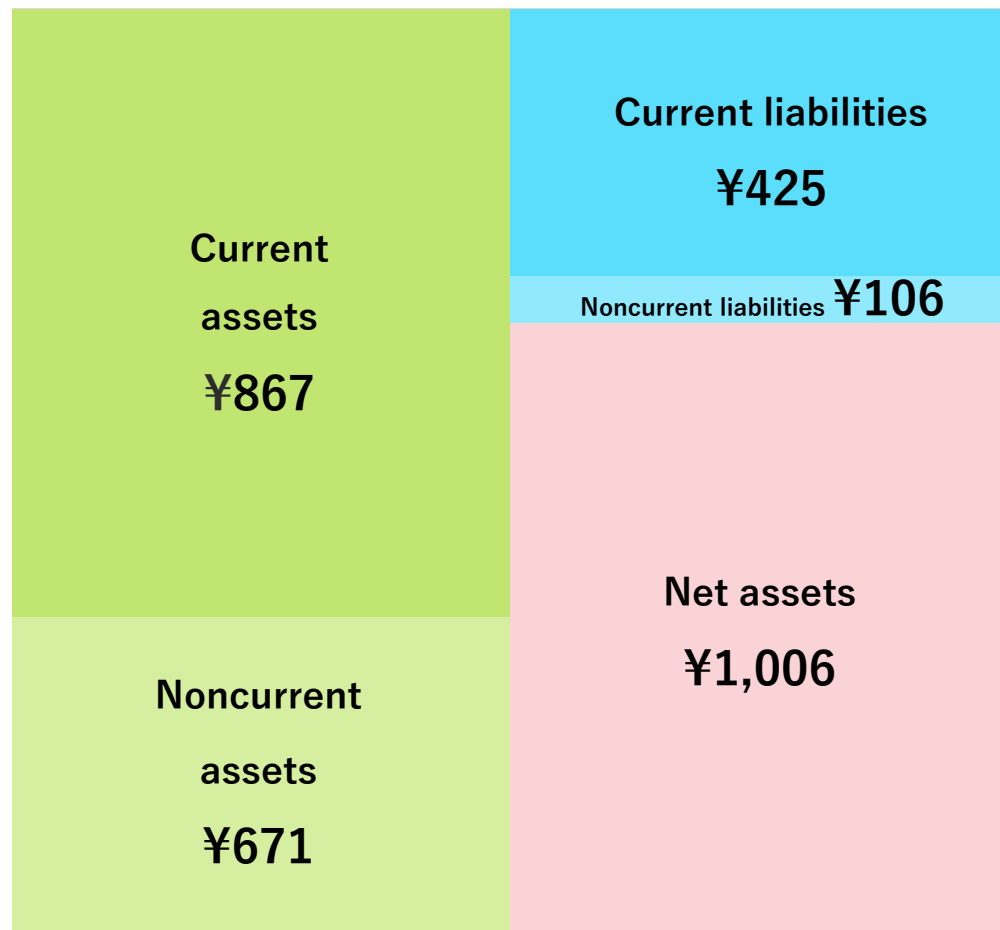 Current
assets
¥867
Noncurrent
assets
¥671
Current liabilities
¥425
Noncurrent liabilities ¥106
Net assets
¥1,006